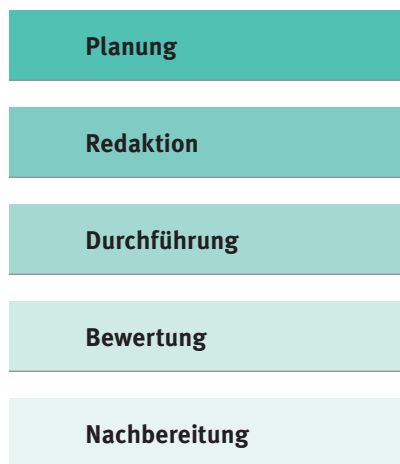 Planung
Redaktion
Durchführung
Bewertung
Nachbereitung